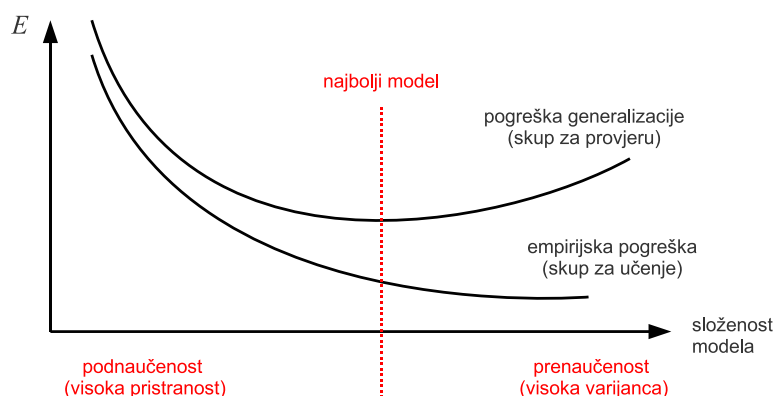 E
najbolji model
pogreška generalizacije
(skup za provjeru)
empirijska pogreška
(skup za učenje)
složenost
modela
podnaučenost
(visoka pristranost)
prenaučenost
(visoka varijanca)